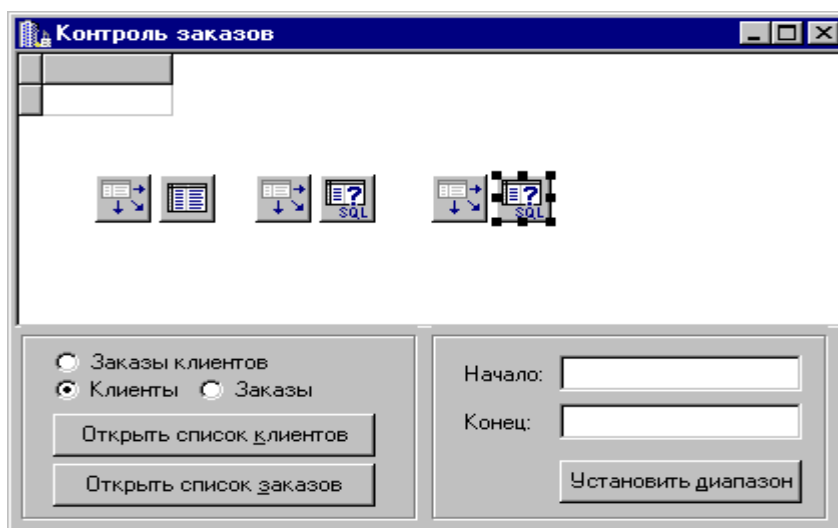 Контроль заказов
SQL
SQL
Заказы клиентов
Клиенты Заказы
Открыть список клиентов
Открыть список заказов
Начало:
Конец:
Установить диапазон